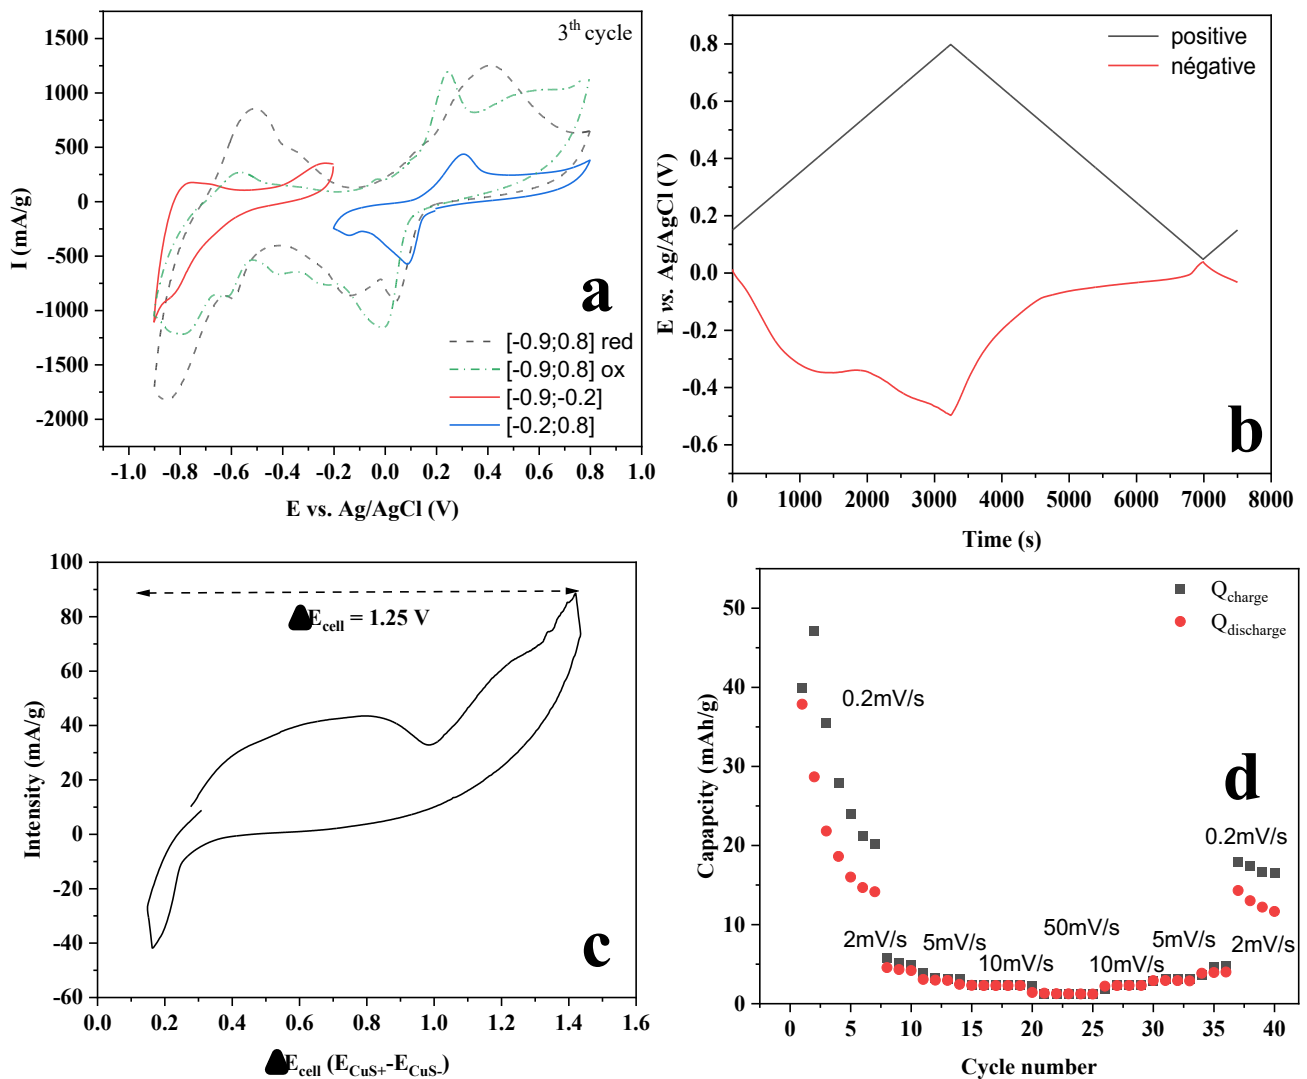 3th cycle
1500
1000
500
0
-500
-1000
-1500
-2000
I (mA/g)
a
[-0.9;0.8] red
[-0.9;0.8] ox
[-0.9;-0.2]
[-0.2;0.8]
-1.0 -0.8 -0.6 -0.4 -0.2 0.0 0.2 0.4 0.6 0.8 1.0
E vs. Ag/AgCl (V)
positive
négative
0.8
0.6
0.4
0.2
0.0
-0.2
-0.4
-0.6
E vs. Ag/AgCl (V)
b
0 1000 2000 3000 4000 5000 6000 7000 8000
Time (s)
100
80
60
40
20
0
-20
-40
-60
Intensity (mA/g)
Ecell = 1.25 V
c
0.0 0.2 0.4 0.6 0.8 1.0 1.2 1.4 1.6
Ecell (ECuS+-ECuS-)
Qcharge
Qdischarge
50
40
30
20
10
0
Capapcity (mAh/g)
0.2mV/s
d
0.2mV/s
2mV/s
5mV/s
10mV/s
50mV/s
10mV/s
5mV/s
2mV/s
0 5 10 15 20 25 30 35 40
Cycle number